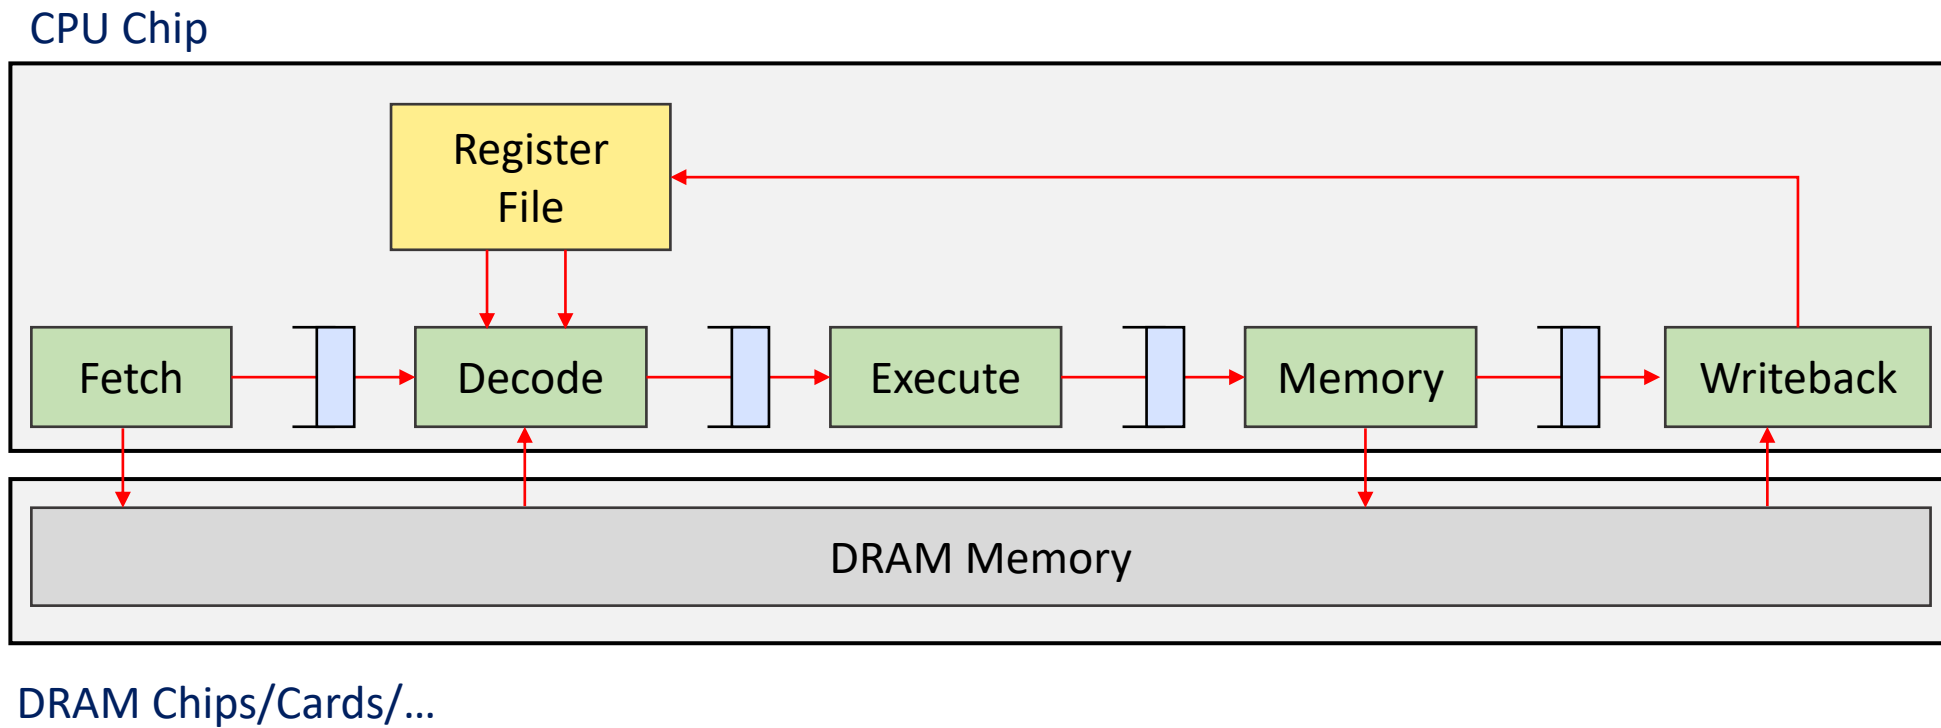 CPU Chip
Register
File
Fetch
Decode
Execute
Memory
Writeback
DRAM Memory
DRAM Chips/Cards/…